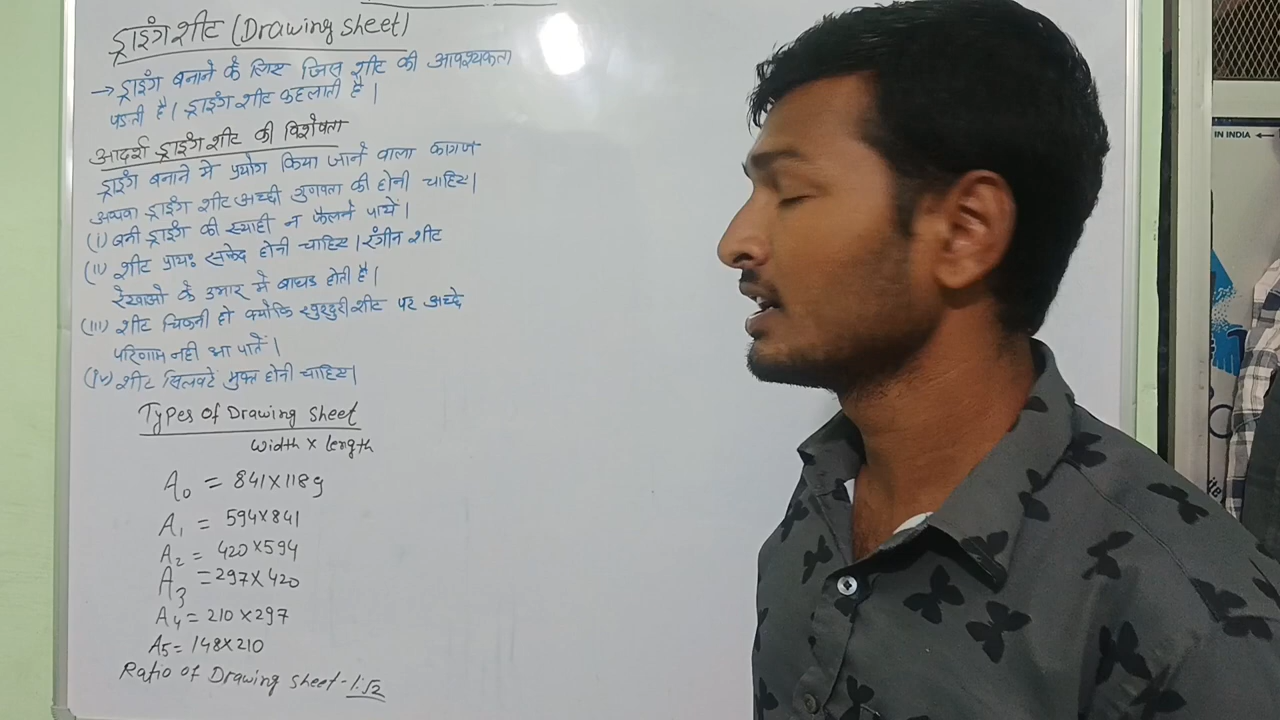 ड्राइंग शीट (Drawing sheet)
→ ड्राइंग बनाने के लिए जिस शीट की आवश्यकता
पडती है। ड्राइंग शीट कहलाती है।
आदर्श ड्राइंग शीट की विशेषता
ड्राइंग बनाने मे प्रयोग किया जाने वाला कागज
अथवा ड्राइंग शीट अच्छी गुणवता की होनी चाहिए।
(i) बनी ड्राइंग की स्याही न फैलने पाये।
(ii) शीट प्रायः सफेद होनी चाहिए। रंगीन शीट
रेखाओ के उभार में बाधड होती है।
(iii) शीट चिकनी हो क्योकि खुरदुरी शीट पर अच्छे
परिणाम नही आ पातें।
(iv) शीट सिलवटे मुक्त होनी चाहिए।
Types of Drawing sheet
width x length
A0 = 841x1189
A1 = 594x841
A2 = 420x594
A3 = 297x420
A4 = 210x297
A5 = 148x210
Ratio of Drawing sheet - 1:√2
IN INDIA